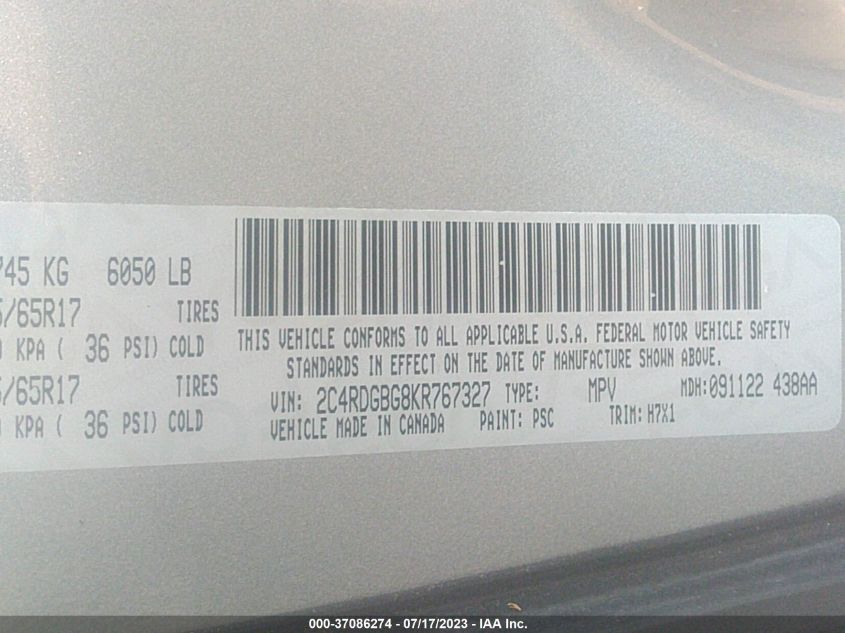 745 KG 6050 LB
/65R17 TIRES
KPA ( 36 PSI) COLD
/65R17 TIRES
KPA ( 36 PSI) COLD
THIS VEHICLE CONFORMS TO ALL APPLICABLE U.S.A. FEDERAL MOTOR VEHICLE SAFETY
STANDARDS IN EFFECT ON THE DATE OF MANUFACTURE SHOWN ABOVE.
VIN: 2C4RDGBG8KR767327 TYPE: MPV MDH: 091122 438AA
VEHICLE MADE IN CANADA PAINT: PSC TRIM: H7X1
000-37086274 - 07/17/2023 - IAA Inc.